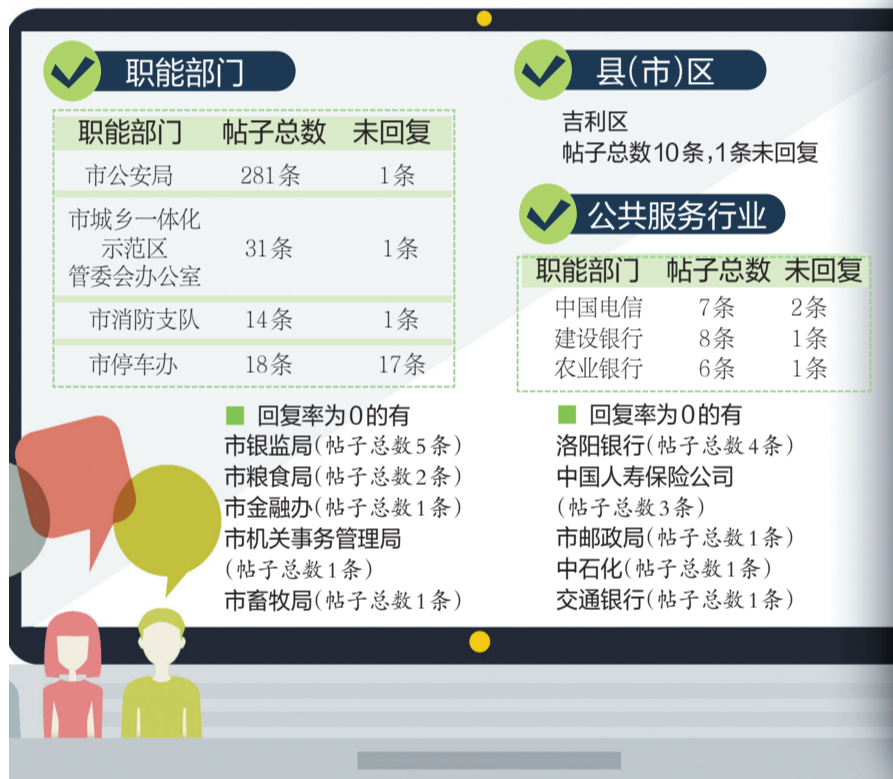 职能部门
职能部门 帖子总数 未回复
市公安局 281条 1条
市城乡一体化
示范区
管委会办公室 31条 1条
市消防支队 14条 1条
市停车办 18条 17条
回复率为0的有
市银监局(帖子总数5条)
市粮食局(帖子总数2条)
市金融办(帖子总数1条)
市机关事务管理局
(帖子总数1条)
市畜牧局(帖子总数1条)
县(市)区
吉利区
帖子总数10条,1条未回复
公共服务行业
职能部门 帖子总数 未回复
中国电信 7条 2条
建设银行 8条 1条
农业银行 6条 1条
回复率为0的有
洛阳银行(帖子总数4条)
中国人寿保险公司
(帖子总数3条)
市邮政局(帖子总数1条)
中石化(帖子总数1条)
交通银行(帖子总数1条)